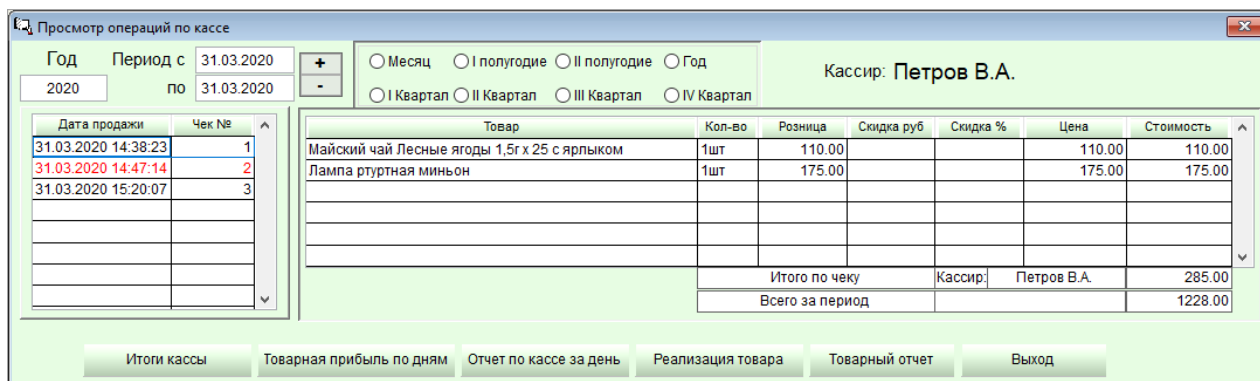 Просмотр операций по кассе
Год Период с 31.03.2020 + Месяц I полугодие II полугодие Год Кассир: Петров В.А.
2020 по 31.03.2020 - I Квартал II Квартал III Квартал IV Квартал
Дата продажи Чек №
31.03.2020 14:38:23 1
31.03.2020 14:47:14 2
31.03.2020 15:20:07 3
Товар Кол-во Розница Скидка руб Скидка % Цена Стоимость
Майский чай Лесные ягоды 1,5г x 25 с ярлыком 1шт 110.00 110.00 110.00
Лампа ртуртная миньон 1шт 175.00 175.00 175.00
Итого по чеку Кассир: Петров В.А. 285.00
Всего за период 1228.00
Итоги кассы Товарная прибыль по дням Отчет по кассе за день Реализация товара Товарный отчет Выход